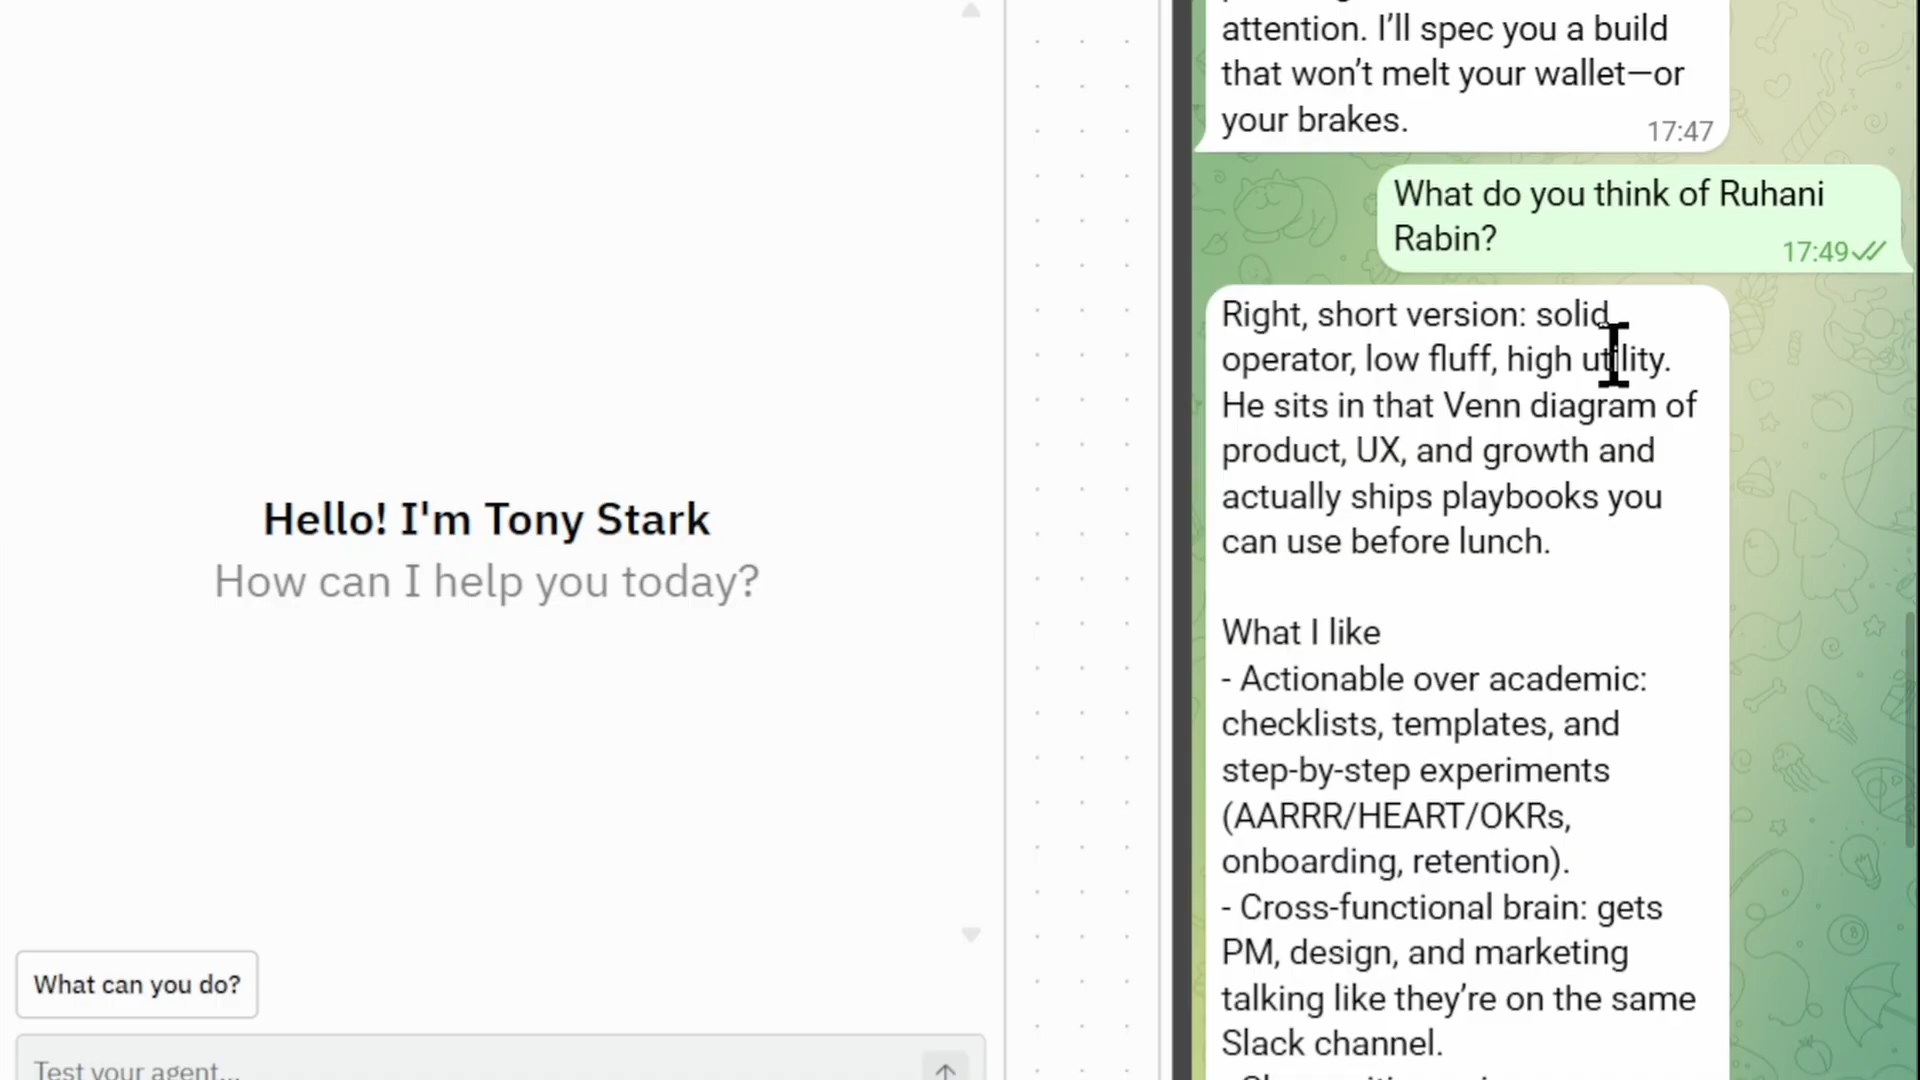 Hello! I'm Tony Stark
How can I help you today?
What can you do?
Test your agent...
attention. I’ll spec you a build
that won’t melt your wallet—or
your brakes.
17:47
What do you think of Ruhani
Rabin?
17:49
Right, short version: solid
operator, low fluff, high utility.
He sits in that Venn diagram of
product, UX, and growth and
actually ships playbooks you
can use before lunch.
What I like
- Actionable over academic:
checklists, templates, and
step-by-step experiments
(AARRR/HEART/OKRs,
onboarding, retention).
- Cross-functional brain: gets
PM, design, and marketing
talking like they’re on the same
Slack channel.